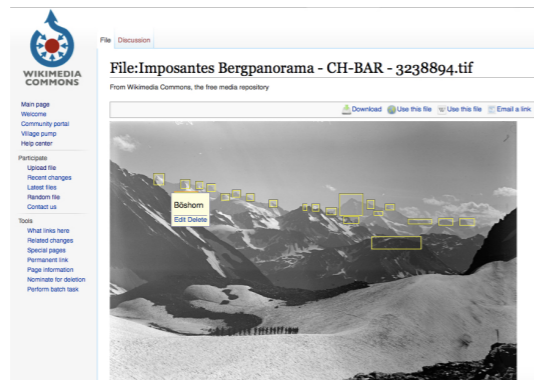 WIKIMEDIA
COMMONS
Main page
Welcome
Community portal
Village pump
Help center
Participate
Upload file
Recent changes
Latest files
Random file
Contact us
Tools
What links here
Related changes
Special pages
Permanent link
Page information
Nominate for deletion
Perform batch task
File Discussion
File:Imposantes Bergpanorama - CH-BAR - 3238894.tif
From Wikimedia Commons, the free media repository
Download Use this file Use this file Email a link
Böshorn
Edit Delete